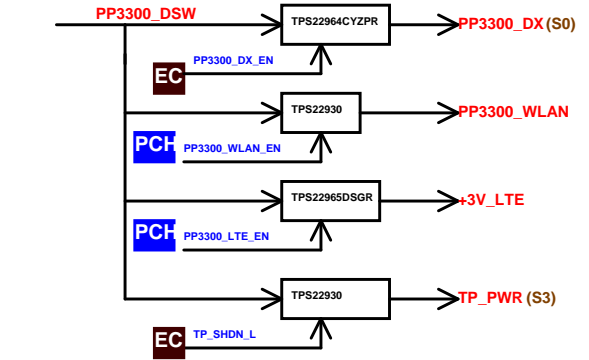 PP3300_DSW
TPS22964CYZPR
PP3300_DX (S0)
EC
PP3300_DX_EN
TPS22930
PP3300_WLAN
PCH
PP3300_WLAN_EN
TPS22965DSGR
+3V_LTE
PCH
PP3300_LTE_EN
TPS22930
TP_PWR (S3)
EC
TP_SHDN_L